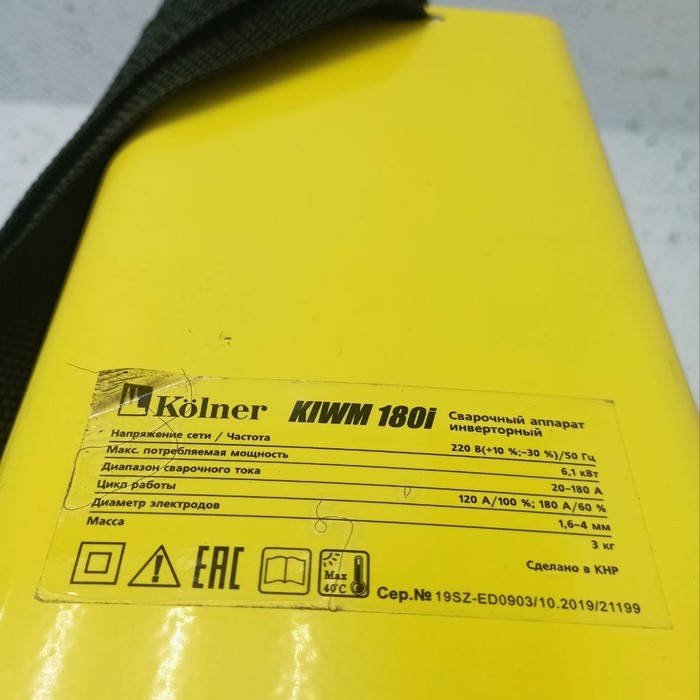 Kölner KIWM 180i Сварочный аппарат
инверторный
Напряжение сети / Частота 220 В(+10 %;-30 %)/50 Гц
Макс. потребляемая мощность 6,1 кВт
Диапазон сварочного тока 20-180 А
Цикл работы 120 А/100 %; 180 А/60 %
Диаметр электродов 1,6-4 мм
Масса 3 кг
Сделано в КНР
EAC Max
40°C
Сер.№ 19SZ-ED0903/10.2019/21199